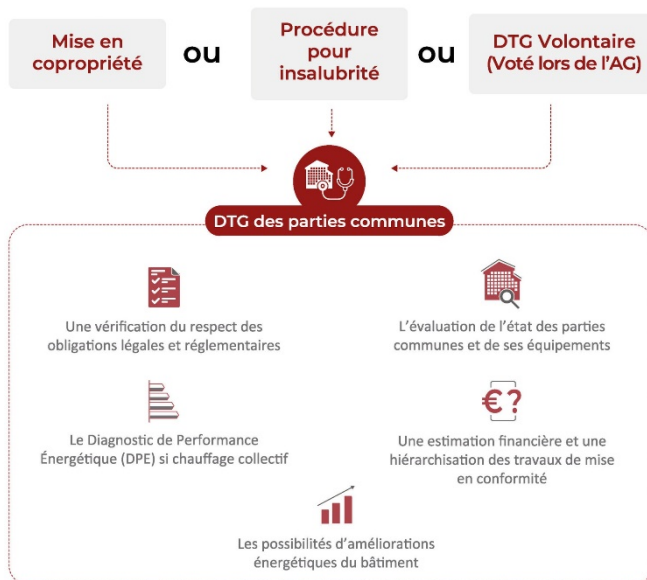 Mise en
copropriété
ou
Procédure
pour
insalubrité
ou
DTG Volontaire
(Voté lors de l'AG)
DTG des parties communes
Une vérification du respect des
obligations légales et réglementaires
L'évaluation de l'état des parties
communes et de ses équipements
Le Diagnostic de Performance
Énergétique (DPE) si chauffage collectif
€?
Une estimation financière et une
hiérarchisation des travaux de mise
en conformité
Les possibilités d'améliorations
énergétiques du bâtiment